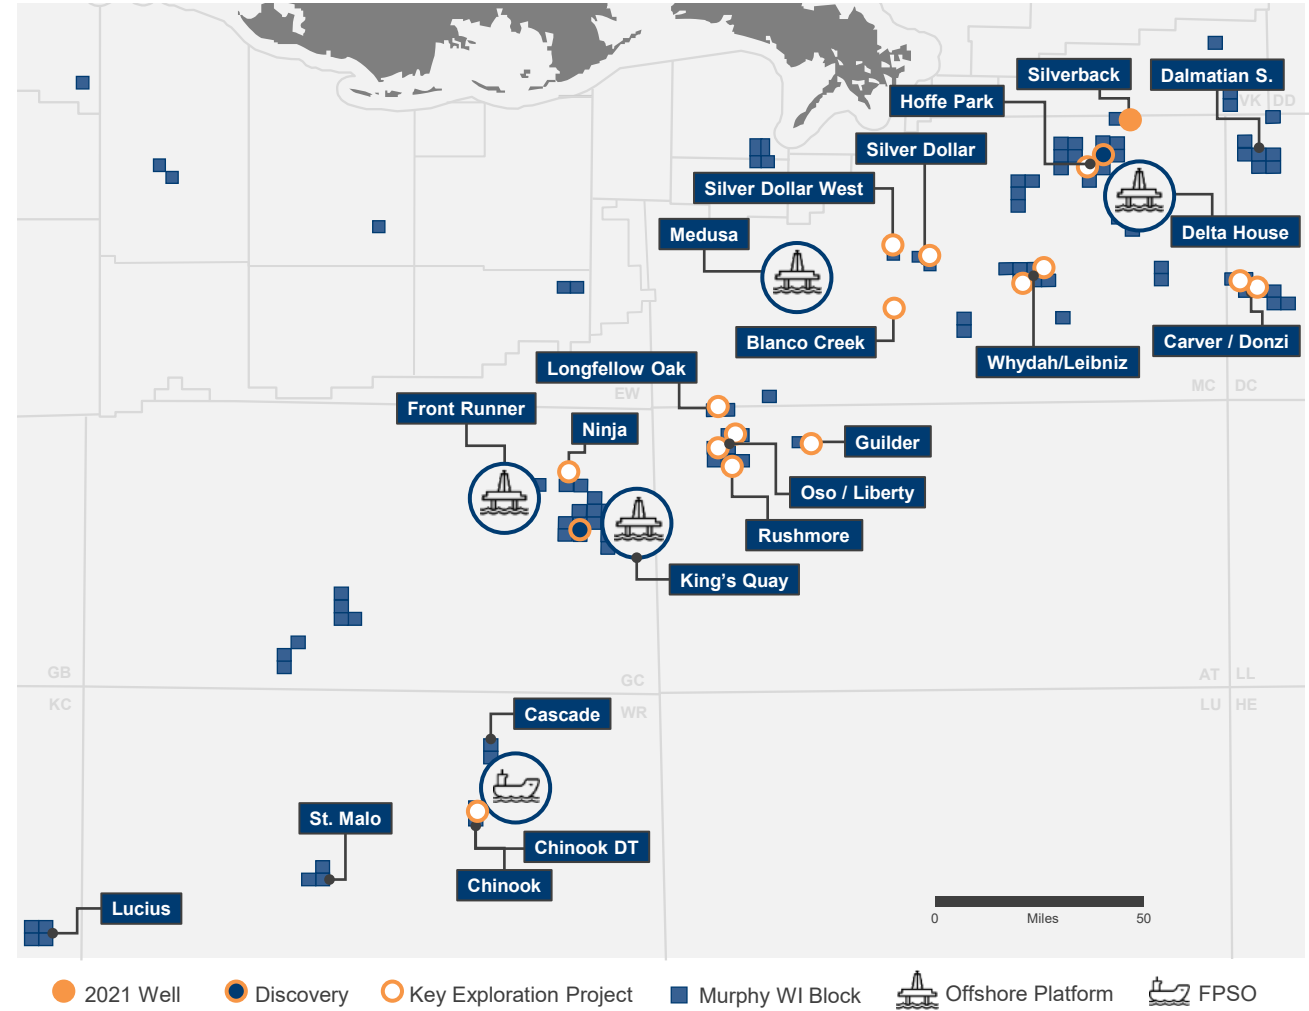 Silverback
Dalmatian S.
Hoffe Park
VK DD
Silver Dollar
Silver Dollar West
Medusa
Delta House
Blanco Creek
Whydah/Leibniz
Carver / Donzi
Longfellow Oak
EW
MC DC
Front Runner
Ninja
Guilder
Oso / Liberty
Rushmore
King's Quay
GB
GC
AT LL
KC
WR
LU HE
Cascade
St. Malo
Chinook DT
Chinook
Lucius
0 Miles 50
2021 Well
Discovery
Key Exploration Project
Murphy WI Block
Offshore Platform
FPSO